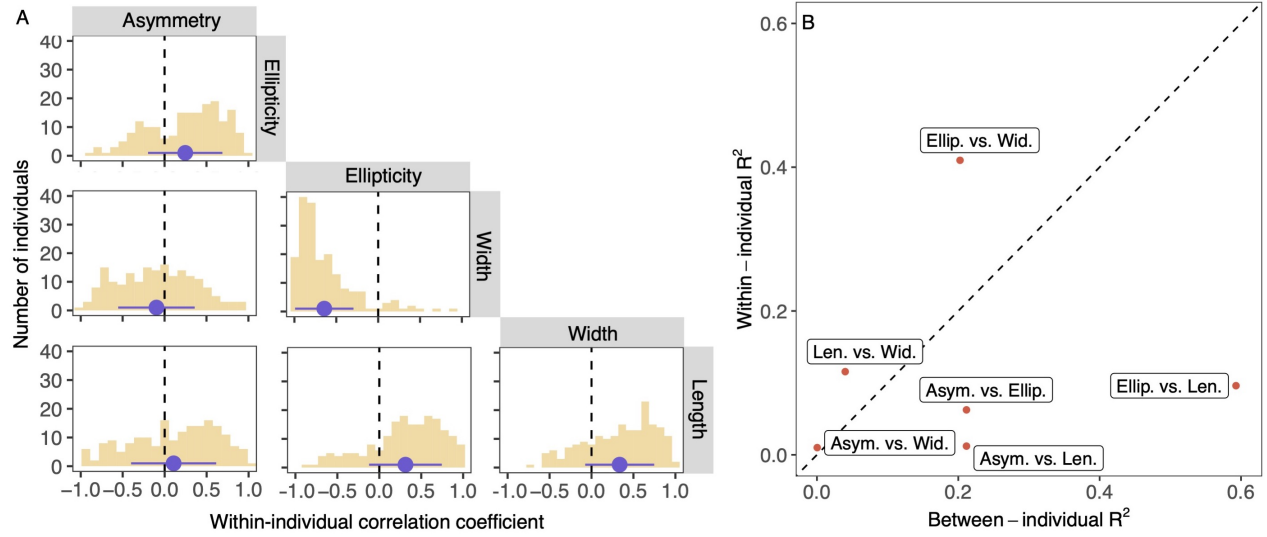 A
Asymmetry
Ellipticity
40
30
20
10
0
Ellipticity
Width
40
30
20
10
0
Width
Length
40
30
20
10
0
−1.0 −0.5 0.0 0.5 1.0
−1.0 −0.5 0.0 0.5 1.0
−1.0 −0.5 0.0 0.5 1.0
Number of individuals
Within-individual correlation coefficient
B
0.6
0.4
0.2
0.0
Within − individual R²
Ellip. vs. Wid.
Len. vs. Wid.
Asym. vs. Ellip.
Ellip. vs. Len.
Asym. vs. Wid.
Asym. vs. Len.
0.0 0.2 0.4 0.6
Between − individual R²